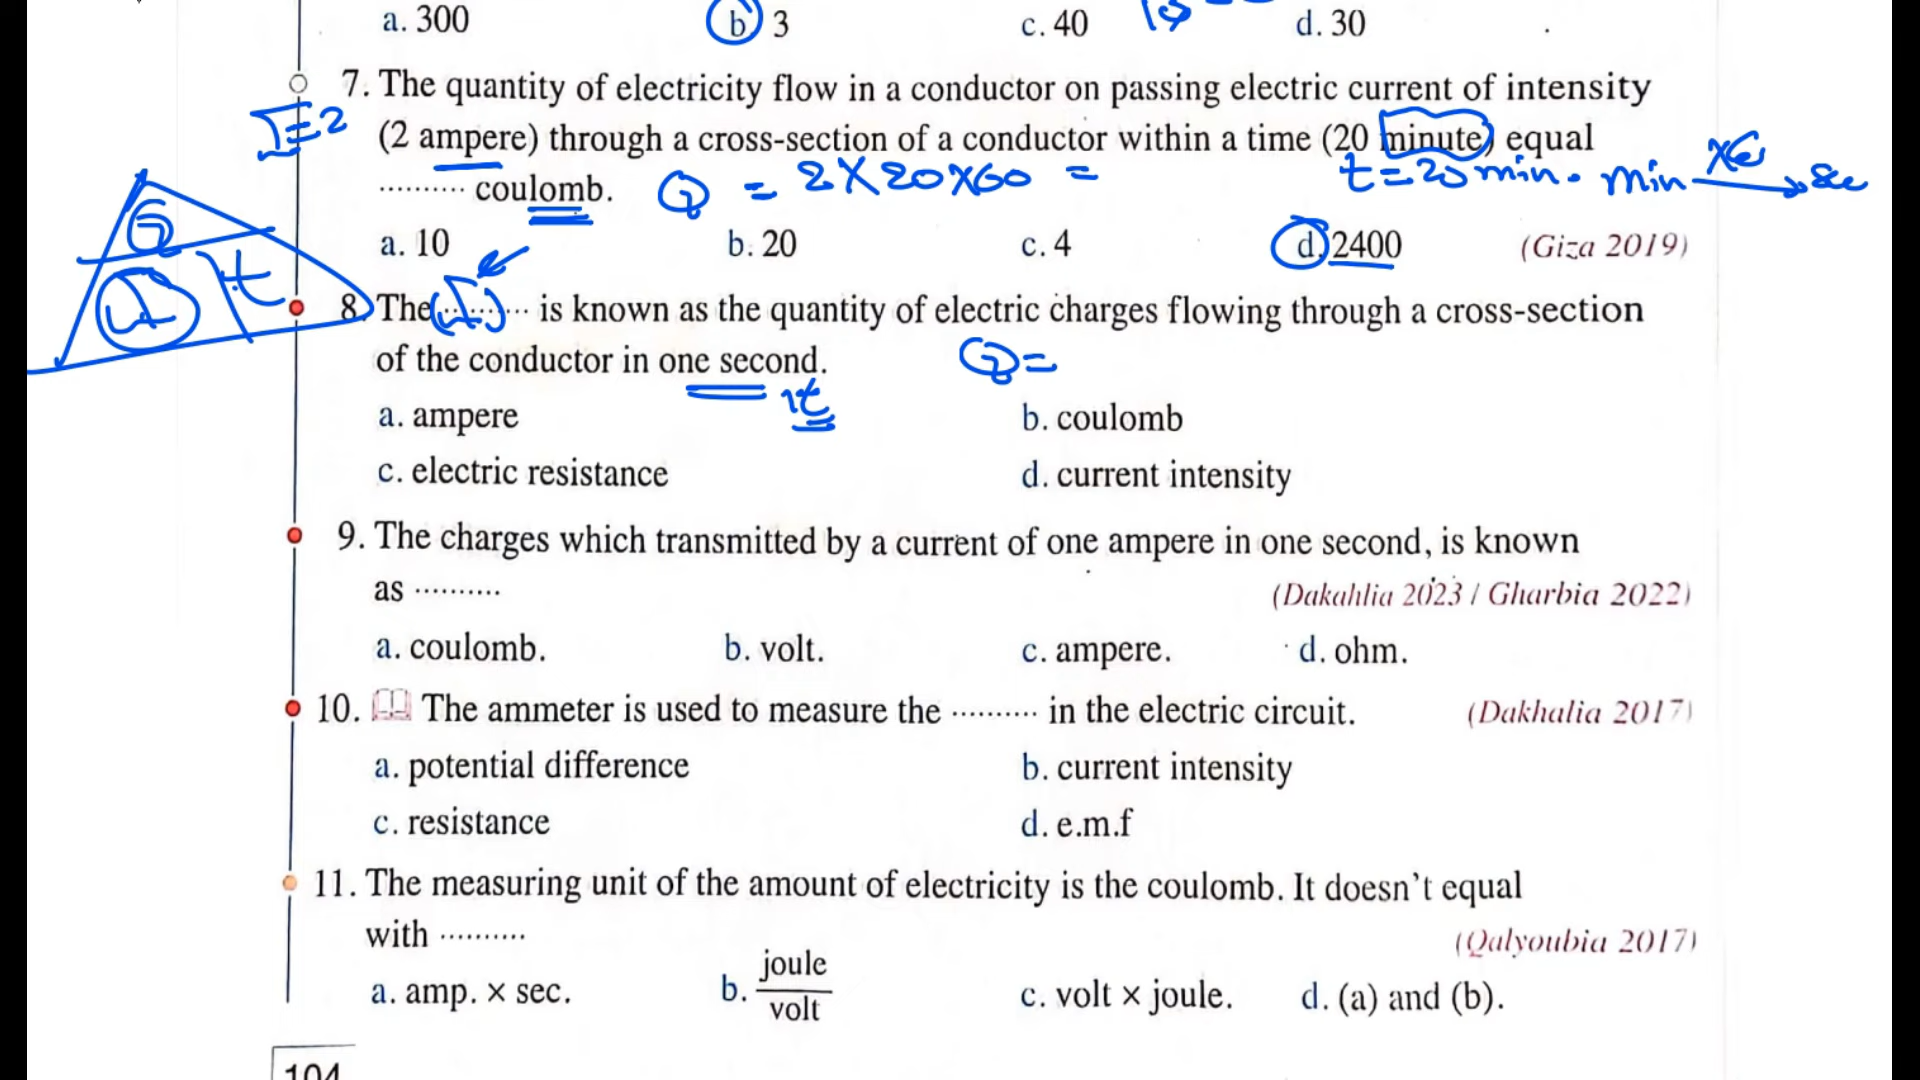 a. 300 b 3 c. 40 d. 30
7. The quantity of electricity flow in a conductor on passing electric current of intensity
I=2
(2 ampere) through a cross-section of a conductor within a time (20 minute) equal
.......... coulomb. Q = 2X20X60 = t=20min. min sec
a. 10 b. 20 c. 4 d. 2400 (Giza 2019)
Q
I t
8. The .......... is known as the quantity of electric charges flowing through a cross-section
of the conductor in one second. Q=
t
a. ampere b. coulomb
c. electric resistance d. current intensity
9. The charges which transmitted by a current of one ampere in one second, is known
as .......... (Dakahlia 2023 / Gharbia 2022)
a. coulomb. b. volt. c. ampere. d. ohm.
10. The ammeter is used to measure the .......... in the electric circuit. (Dakhalia 2017)
a. potential difference b. current intensity
c. resistance d. e.m.f
11. The measuring unit of the amount of electricity is the coulomb. It doesn't equal
with .......... (Qalyoubia 2017)
a. amp. × sec. b. joule/volt c. volt × joule. d. (a) and (b).
104